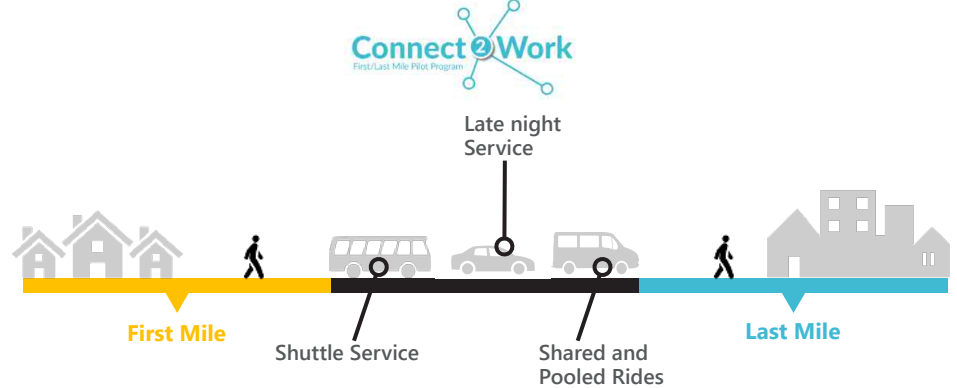 Connect 2 Work
First/Last Mile Pilot Program
Late night
Service
First Mile
Last Mile
Shuttle Service
Shared and
Pooled Rides